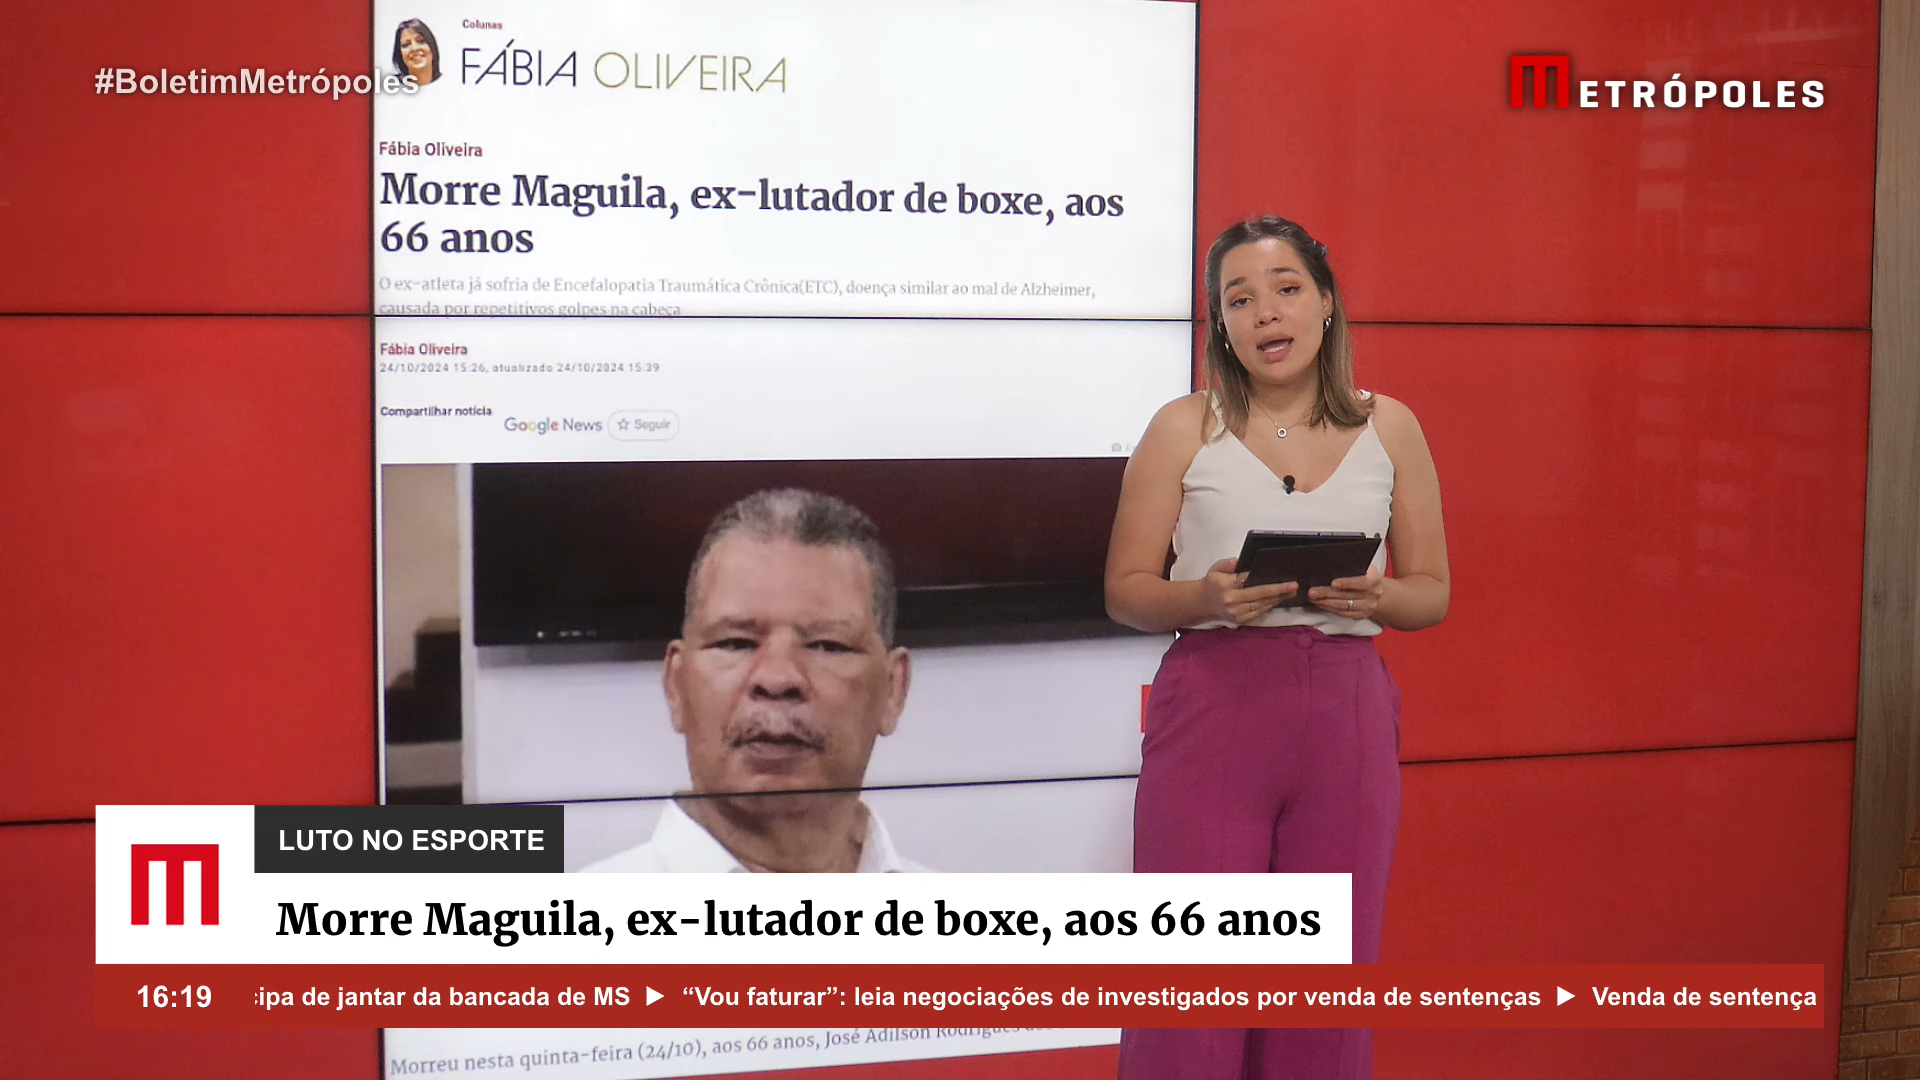 Colunas
FÁBIA OLIVEIRA
#BoletimMetrópoles
METRÓPOLES
Fábia Oliveira
Morre Maguila, ex-lutador de boxe, aos
66 anos
O ex-atleta já sofria de Encefalopatia Traumática Crônica(ETC), doença similar ao mal de Alzheimer,
causada por repetitivos golpes na cabeça
Fábia Oliveira
24/10/2024 15:26, atualizado 24/10/2024 15:39
Compartilhar notícia
Google News
Seguir
LUTO NO ESPORTE
Morre Maguila, ex-lutador de boxe, aos 66 anos
16:19
cipa de jantar da bancada de MS ▶ “Vou faturar”: leia negociações de investigados por venda de sentenças ▶ Venda de sentença
Morreu nesta quinta-feira (24/10), aos 66 anos, José Adilson Rodrigues